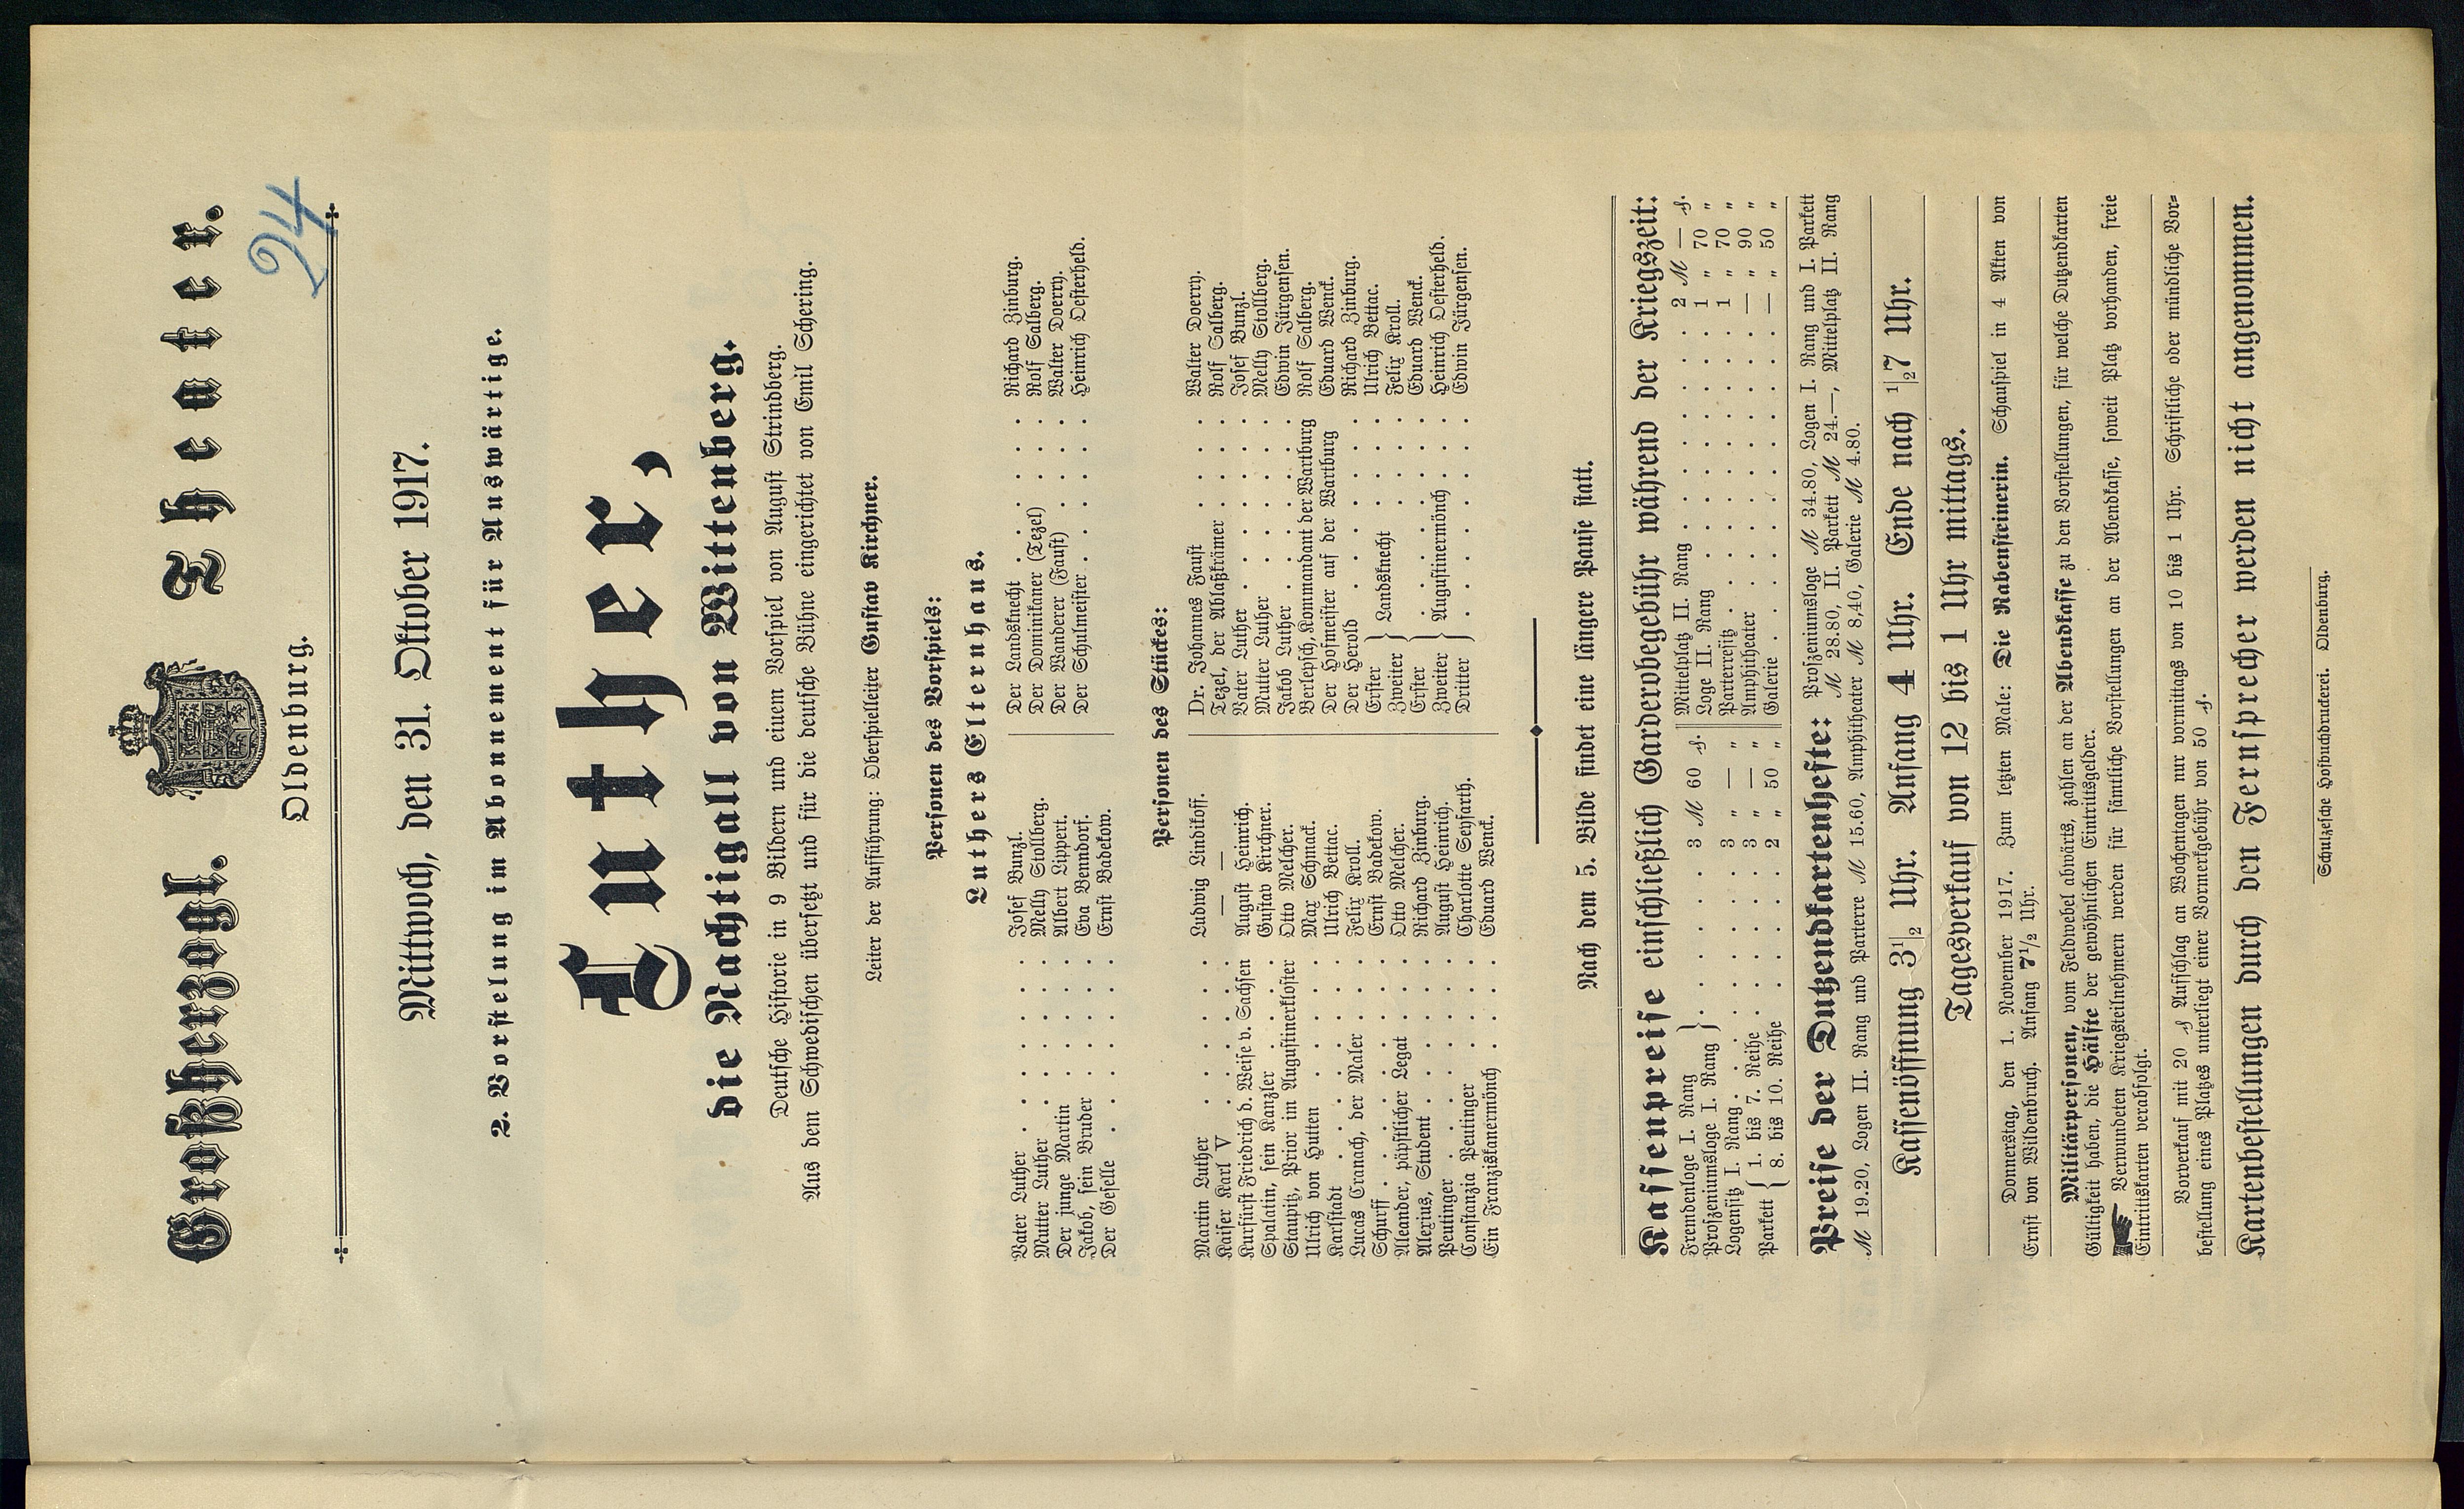 Großherzogl. Theater.
Oldenburg.
24
Mittwoch, den 31. Oktober 1917.
2. Vorstellung im Abonnement für Auswärtige.
Luther,
die Nachtigall von Wittenberg.
Deutsche Historie in 9 Bildern und einem Vorspiel von August Strindberg.
Aus dem Schwedischen übersetzt und für die deutsche Bühne eingerichtet von Emil Schering.
Leiter der Aufführung: Oberspielleiter Gustav Kirchner.
Personen des Vorspiels:
Luthers Elternhaus.
Vater Luther . . . . . . . Josef Bunzl.
Mutter Luther . . . . . . . Melly Stollberg.
Der junge Martin . . . . . . Albert Lippert.
Jakob, sein Bruder . . . . . . Eva Benndorf.
Der Geselle . . . . . . . Ernst Badekow.
Der Landsknecht . . . . . . . Richard Zinburg.
Der Dominikaner (Tezel) . . . . Rolf Salberg.
Der Wanderer (Faust) . . . . . Walter Doerry.
Der Schulmeister . . . . . . . Heinrich Oesterheld.
Personen des Stückes:
Martin Luther . . . . . . . Ludwig Lindikoff.
Kaiser Karl V . . . . . . . — —
Kurfürst Friedrich d. Weise v. Sachsen August Heinrich.
Spalatin, sein Kanzler . . . . . Gustav Kirchner.
Staupitz, Prior im Augustinerkloster Otto Melcher.
Ulrich von Hutten . . . . . . Max Schmack.
Karlstadt . . . . . . . . Ulrich Bettac.
Lucas Cranach, der Maler . . . . Felix Kroll.
Schurff . . . . . . . . . Ernst Badekow.
Aleander, päpstlicher Legat . . . . Otto Melcher.
Alexius, Student . . . . . . . Richard Zinburg.
Peutinger . . . . . . . . August Heinrich.
Constanzia Peutinger . . . . . Charlotte Seyfarth.
Ein Franziskanermönch . . . . . Eduard Wenck.
Dr. Johannes Faust . . . . . Walter Doerry.
Tezel, der Ablaßkrämer . . . . . Rolf Salberg.
Vater Luther . . . . . . . . Josef Bunzl.
Mutter Luther . . . . . . . Melly Stollberg.
Jakob Luther . . . . . . . . Edwin Jürgensen.
Berlepsch, Kommandant der Wartburg Rolf Salberg.
Der Hofmeister auf der Wartburg Eduard Wenck.
Der Herold . . . . . . . . Richard Zinburg.
Erster } Landsknecht . . . . . Ulrich Bettac.
Zweiter . . . . . Felix Kroll.
Erster } . . . . . . Eduard Wenck.
Zweiter Augustinermönch . . . . Heinrich Oesterheld.
Dritter . . . . . . Edwin Jürgensen.
Nach dem 5. Bilde findet eine längere Pause statt.
Kassenpreise einschließlich Garderobegebühr während der Kriegszeit:
Fremdenloge I. Rang } . . . . . . 3 ℳ 60 ₰.
Proszeniumsloge I. Rang
Logensitz I. Rang . . . . . . . . 3 „ — „
Parkett { 1. bis 7. Reihe . . . . . . 3 „ — „
8. bis 10. Reihe . . . . . . 2 „ 50 „
Mittelplatz II. Rang . . . . . . . . 2 ℳ — ₰.
Loge II. Rang . . . . . . . . 1 „ 70 „
Parterresitz . . . . . . . . 1 „ 70 „
Amphitheater . . . . . . . . — „ 90 „
Galerie . . . . . . . . — „ 50 „
Preise der Dutzendkartenhefte: Proszeniumsloge ℳ 34.80, Logen I. Rang und I. Parkett
ℳ 28.80, II. Parkett ℳ 24.—, Mittelplatz II. Rang
ℳ 19.20, Logen II. Rang und Parterre ℳ 15.60, Amphitheater ℳ 8,40, Galerie ℳ 4.80.
Kassenöffnung 3 1/2 Uhr. Anfang 4 Uhr. Ende nach 1/2 7 Uhr.
Tagesverkauf von 12 bis 1 Uhr mittags.
Donnerstag, den 1. November 1917. Zum letzten Male: Die Rabensteinerin. Schauspiel in 4 Akten von
Ernst von Wildenbruch. Anfang 7 1/2 Uhr.
Militärpersonen, vom Feldwebel abwärts, zahlen an der Abendkasse zu den Vorstellungen, für welche Dutzendkarten
Gültigkeit haben, die Hälfte der gewöhnlichen Eintrittsgelder.
☛ Verwundeten Kriegsteilnehmern werden für sämtliche Vorstellungen an der Abendkasse, soweit Platz vorhanden, freie
Eintrittskarten verabfolgt.
Vorverkauf mit 20 ₰ Aufschlag an Wochentagen nur vormittags von 10 bis 1 Uhr. Schriftliche oder mündliche Vor-
bestellung eines Platzes unterliegt einer Vormerkgebühr von 50 ₰.
Kartenbestellungen durch den Fernsprecher werden nicht angenommen.
Schulzesche Hofbuchdruckerei. Oldenburg.